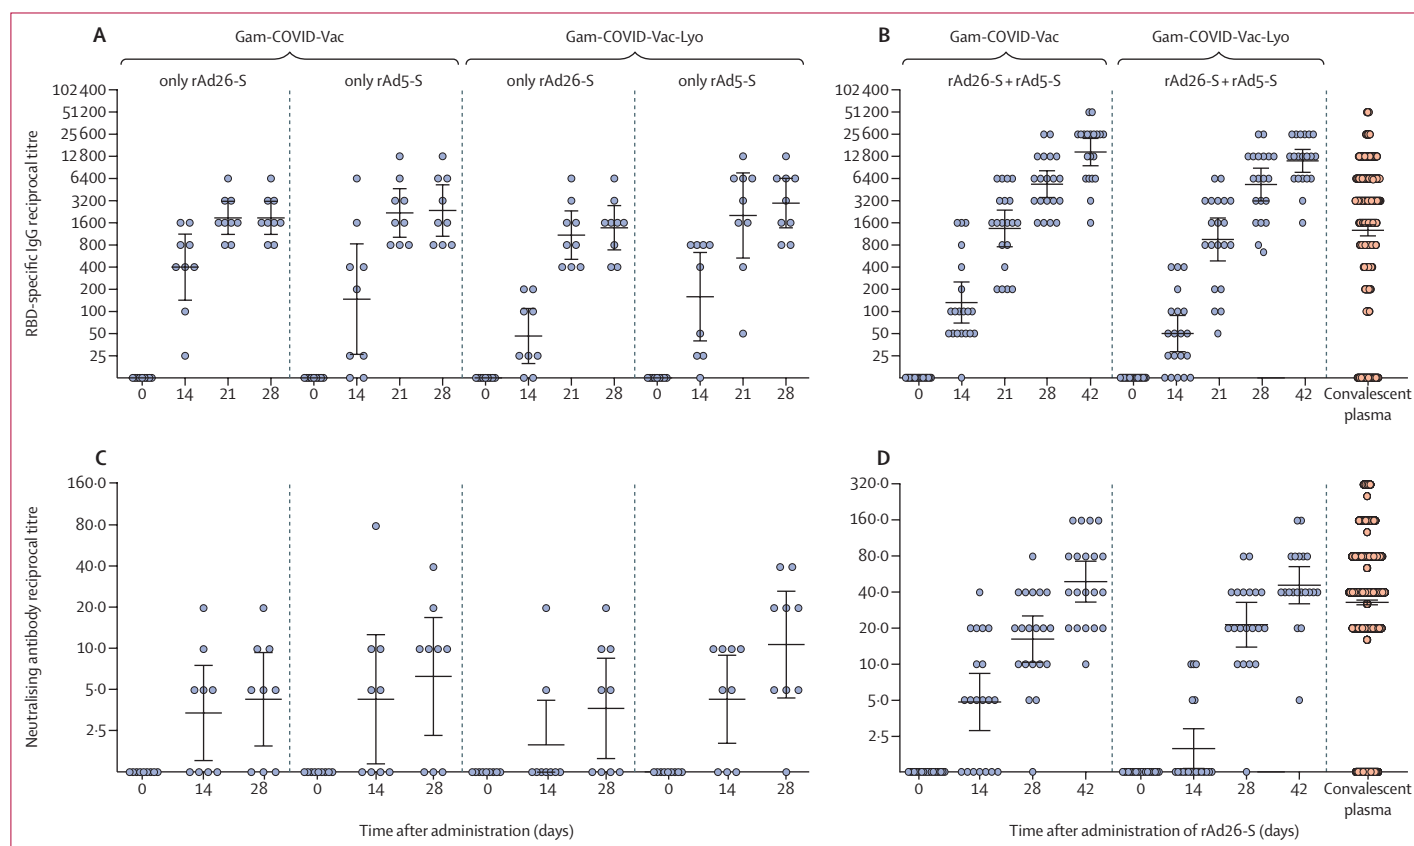 A
Gam-COVID-Vac
Gam-COVID-Vac-Lyo
only rAd26-S
only rAd5-S
only rAd26-S
only rAd5-S
RBD-specific IgG reciprocal titre
102 400
51 200
25 600
12 800
6400
3200
1600
800
400
200
100
50
25
0 14 21 28 0 14 21 28 0 14 21 28 0 14 21 28
B
Gam-COVID-Vac
Gam-COVID-Vac-Lyo
rAd26-S + rAd5-S
rAd26-S + rAd5-S
102 400
51 200
25 600
12 800
6400
3200
1600
800
400
200
100
50
25
0 14 21 28 42 0 14 21 28 42 Convalescent
plasma
C
Neutralising antibody reciprocal titre
160·0
80·0
40·0
20·0
10·0
5·0
2·5
0 14 28 0 14 28 0 14 28 0 14 28
Time after administration (days)
D
320·0
160·0
80·0
40·0
20·0
10·0
5·0
2·5
0 14 28 42 0 14 28 42 Convalescent
plasma
Time after administration of rAd26-S (days)